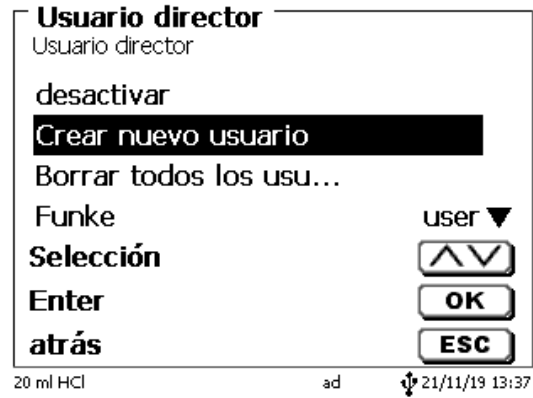 Usuario director
Usuario director
desactivar
Crear nuevo usuario
Borrar todos los usu...
Funke user ▼
Selección
Enter OK
atrás ESC
20 ml HCl ad 21/11/19 13:37